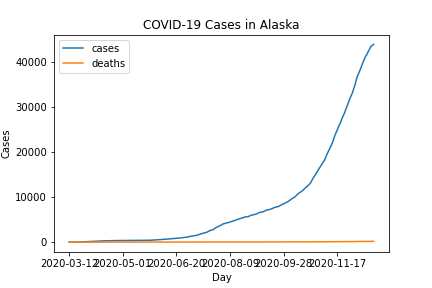 COVID-19 Cases in Alaska
cases
deaths
40000
30000
20000
10000
0
Cases
2020-03-12 2020-05-01 2020-06-20 2020-08-09 2020-09-28 2020-11-17
Day